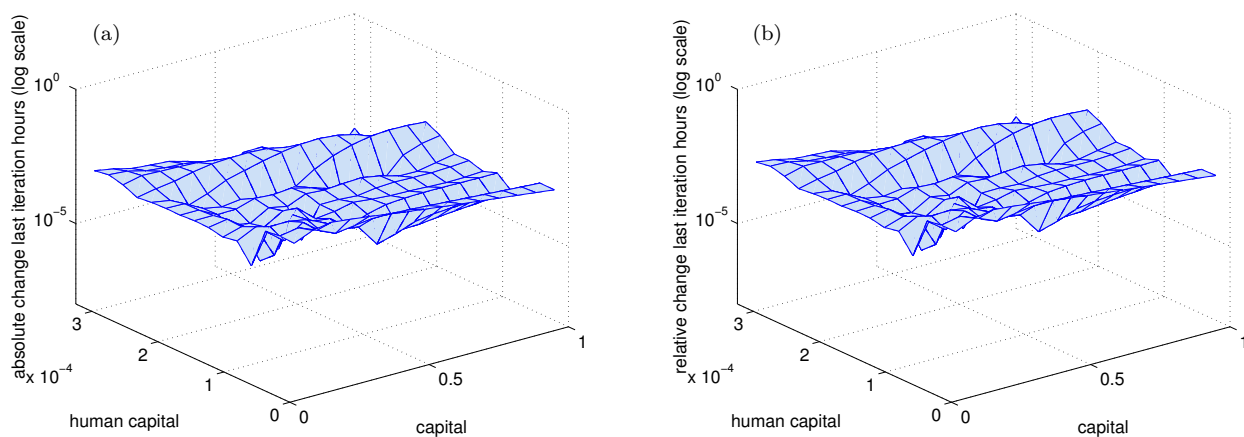 (a)
absolute change last iteration hours (log scale)
10^0
10^-5
3
2
1
0
x 10^-4
human capital
0
0.5
1
capital
(b)
relative change last iteration hours (log scale)
10^0
10^-5
3
2
1
0
x 10^-4
human capital
0
0.5
1
capital